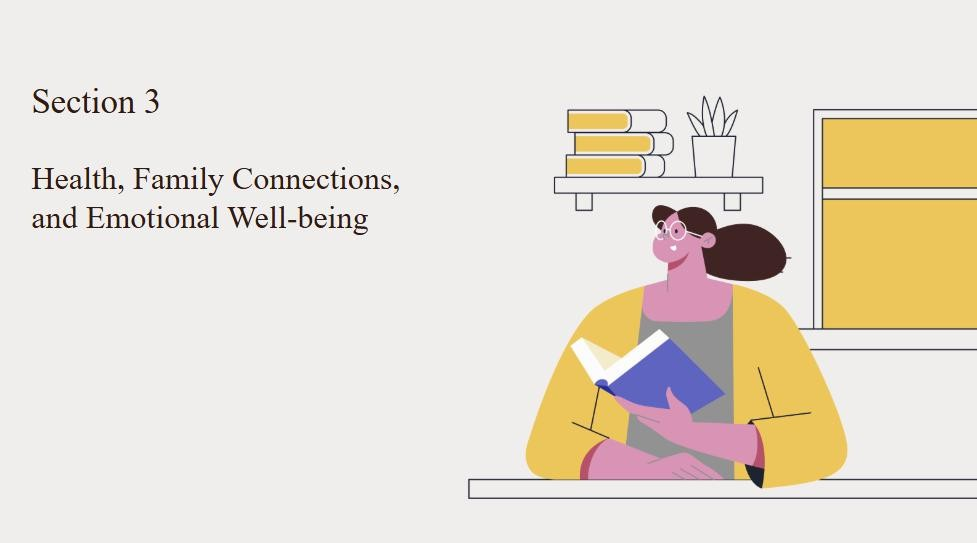 Section 3
Health, Family Connections,
and Emotional Well-being